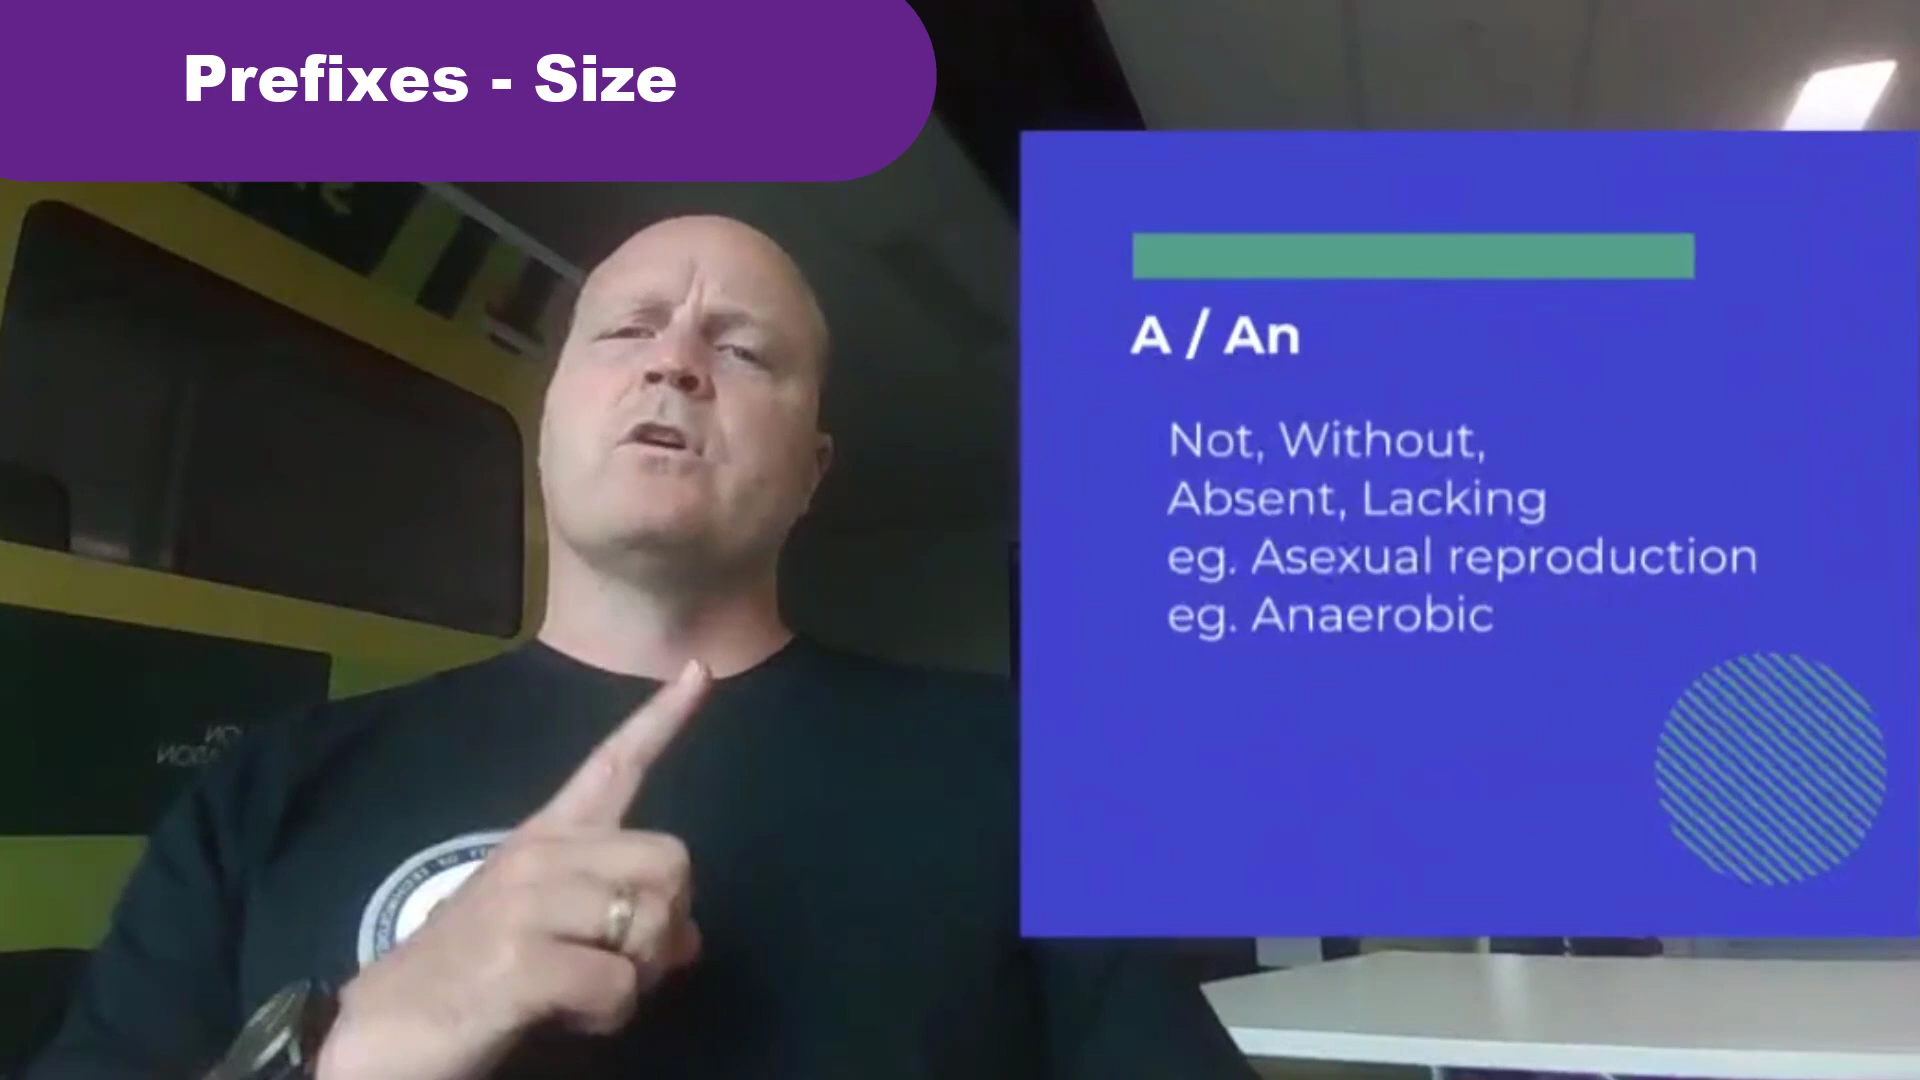 Prefixes - Size
A / An
Not, Without,
Absent, Lacking
eg. Asexual reproduction
eg. Anaerobic